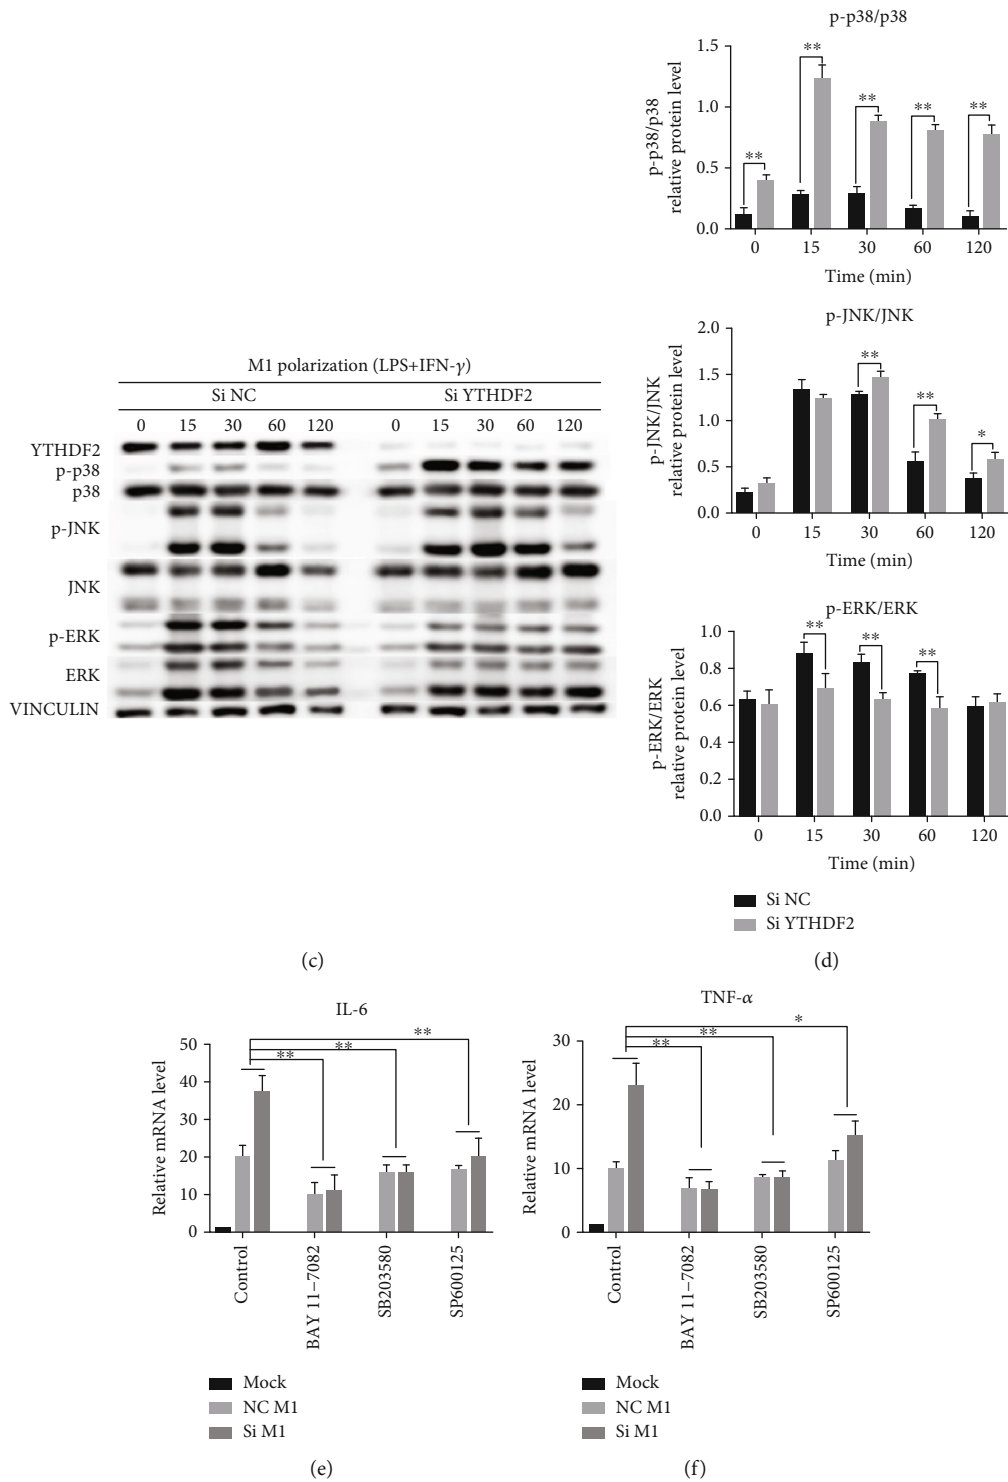 p-p38/p38
p-p38/p38
relative protein level
1.5
1.0
0.5
0.0
**
**
**
**
**
0 15 30 60 120
Time (min)
p-JNK/JNK
p-JNK/JNK
relative protein level
2.0
1.5
1.0
0.5
0.0
**
**
*
0 15 30 60 120
Time (min)
M1 polarization (LPS+IFN-γ)
Si NC Si YTHDF2
0 15 30 60 120 0 15 30 60 120
YTHDF2
p-p38
p38
p-JNK
JNK
p-ERK
ERK
VINCULIN
p-ERK/ERK
p-ERK/ERK
relative protein level
1.0
0.8
0.6
0.4
0.2
0.0
**
**
**
0 15 30 60 120
Time (min)
Si NC
Si YTHDF2
(c)
(d)
IL-6
Relative mRNA level
50
40
30
20
10
0
**
**
**
Control
BAY 11−7082
SB203580
SP600125
Mock
NC M1
Si M1
(e)
TNF-α
Relative mRNA level
30
20
10
0
*
**
**
Control
BAY 11−7082
SB203580
SP600125
Mock
NC M1
Si M1
(f)